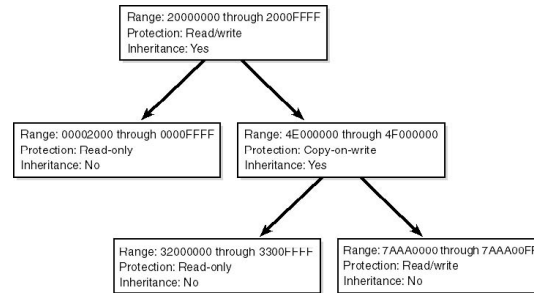 Range: 20000000 through 2000FFFF
Protection: Read/write
Inheritance: Yes
Range: 00002000 through 0000FFFF
Protection: Read-only
Inheritance: No
Range: 4E000000 through 4F000000
Protection: Copy-on-write
Inheritance: Yes
Range: 32000000 through 3300FFFF
Protection: Read-only
Inheritance: No
Range: 7AAA0000 through 7AAA00FF
Protection: Read/write
Inheritance: No